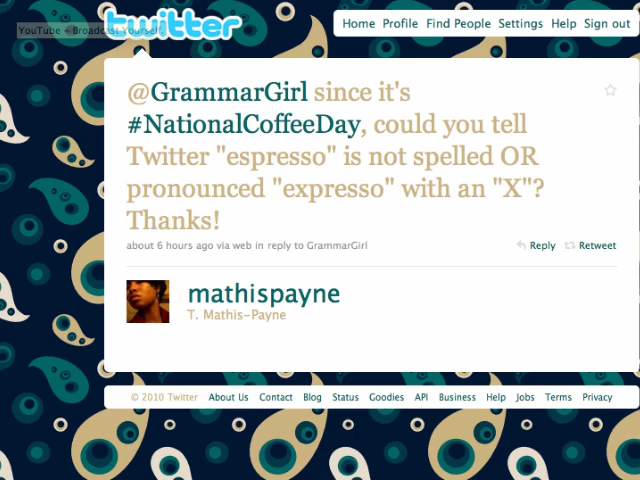 YouTube - Broadcast Yourself.
twitter
Home Profile Find People Settings Help Sign out
@GrammarGirl since it's
#NationalCoffeeDay, could you tell
Twitter "espresso" is not spelled OR
pronounced "expresso" with an "X"?
Thanks!
about 6 hours ago via web in reply to GrammarGirl
Reply Retweet
mathispayne
T. Mathis-Payne
© 2010 Twitter About Us Contact Blog Status Goodies API Business Help Jobs Terms Privacy